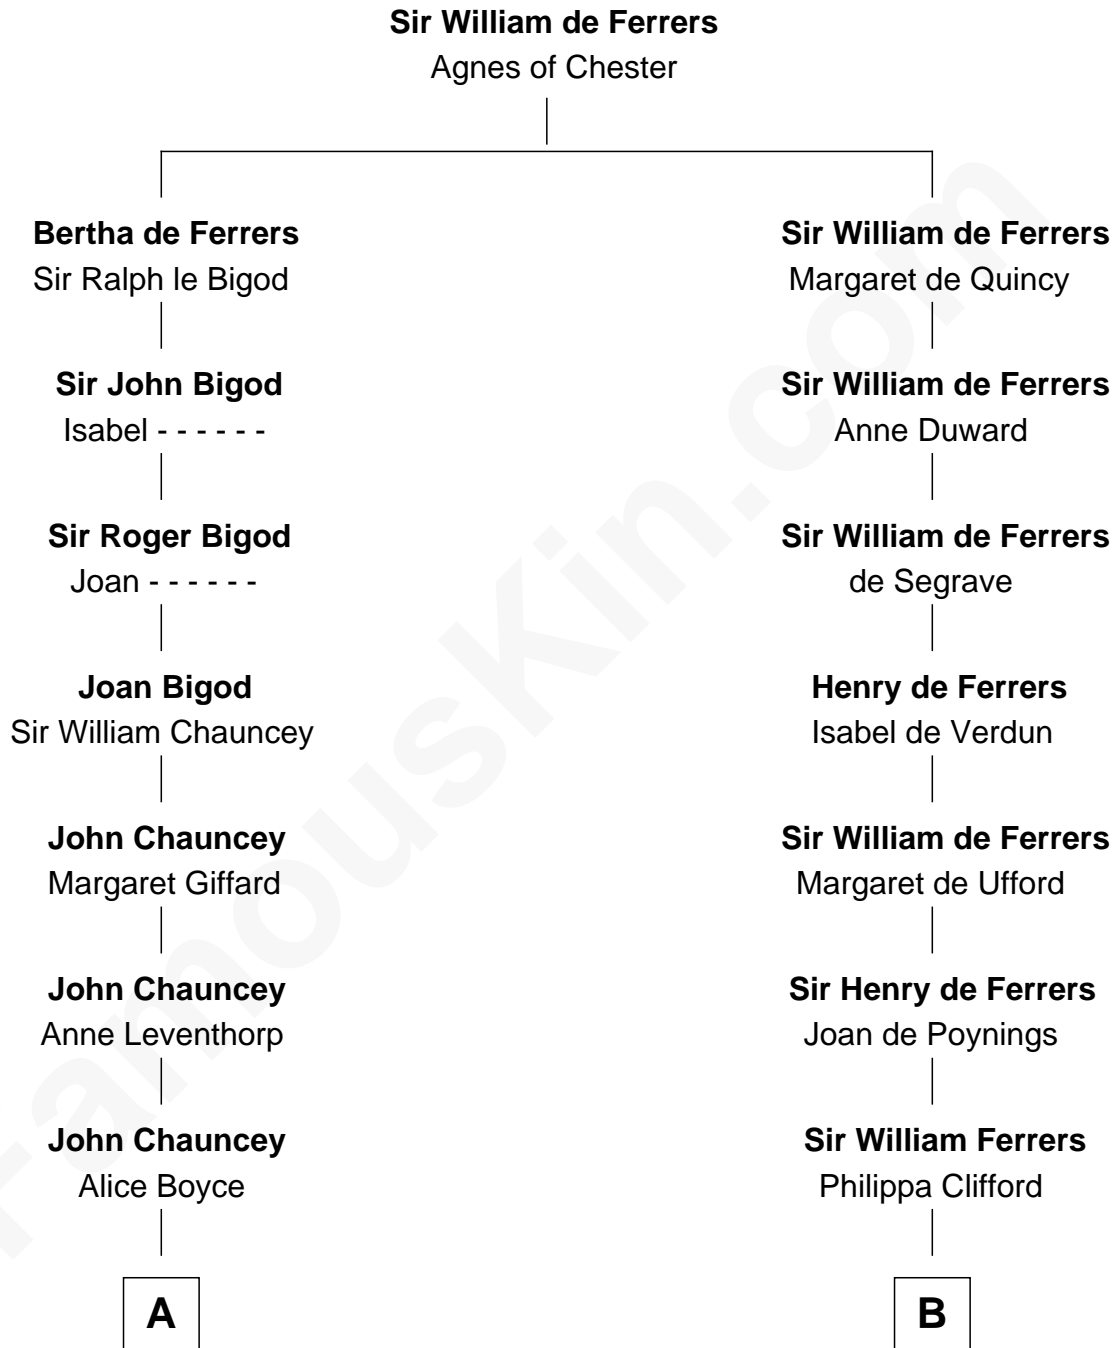 Sir William de Ferrers
Agnes of Chester
Bertha de Ferrers
Sir Ralph le Bigod
Sir William de Ferrers
Margaret de Quincy
Sir John Bigod
Isabel - - - - - -
Sir William de Ferrers
Anne Duward
Sir Roger Bigod
Joan - - - - - -
Sir William de Ferrers
de Segrave
Joan Bigod
Sir William Chauncey
Henry de Ferrers
Isabel de Verdun
John Chauncey
Margaret Giffard
Sir William de Ferrers
Margaret de Ufford
John Chauncey
Anne Leventhorp
Sir Henry de Ferrers
Joan de Poynings
John Chauncey
Alice Boyce
Sir William Ferrers
Philippa Clifford
A
B
FamousKin.com